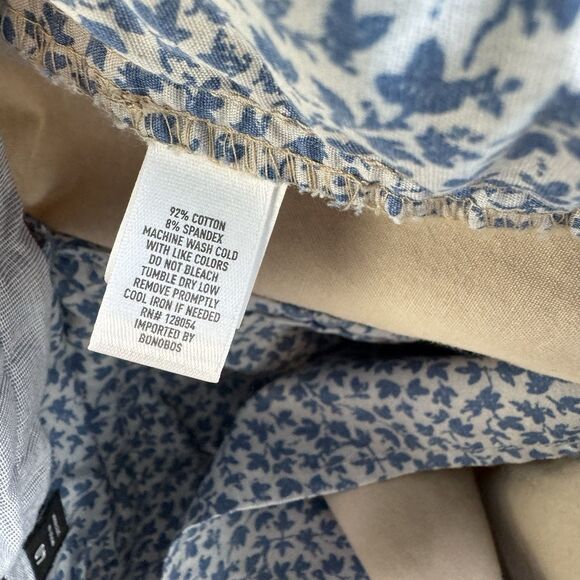 92% COTTON
8% SPANDEX
MACHINE WASH COLD
WITH LIKE COLORS
DO NOT BLEACH
TUMBLE DRY LOW
REMOVE PROMPTLY
COOL IRON IF NEEDED
RN# 128054
IMPORTED BY
BONOBOS